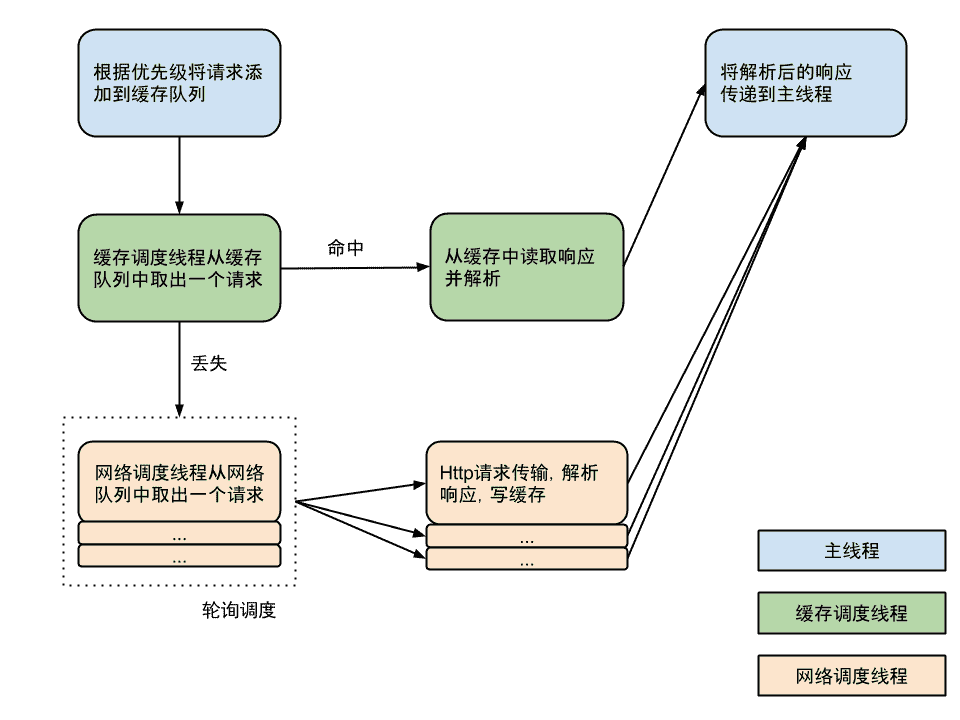 根据优先级将请求添
加到缓存队列
将解析后的响应
传递到主线程
缓存调度线程从缓存
队列中取出一个请求
命中
从缓存中读取响应
并解析
丢失
网络调度线程从网络
队列中取出一个请求
...
...
Http请求传输, 解析
响应, 写缓存
...
...
轮询调度
主线程
缓存调度线程
网络调度线程